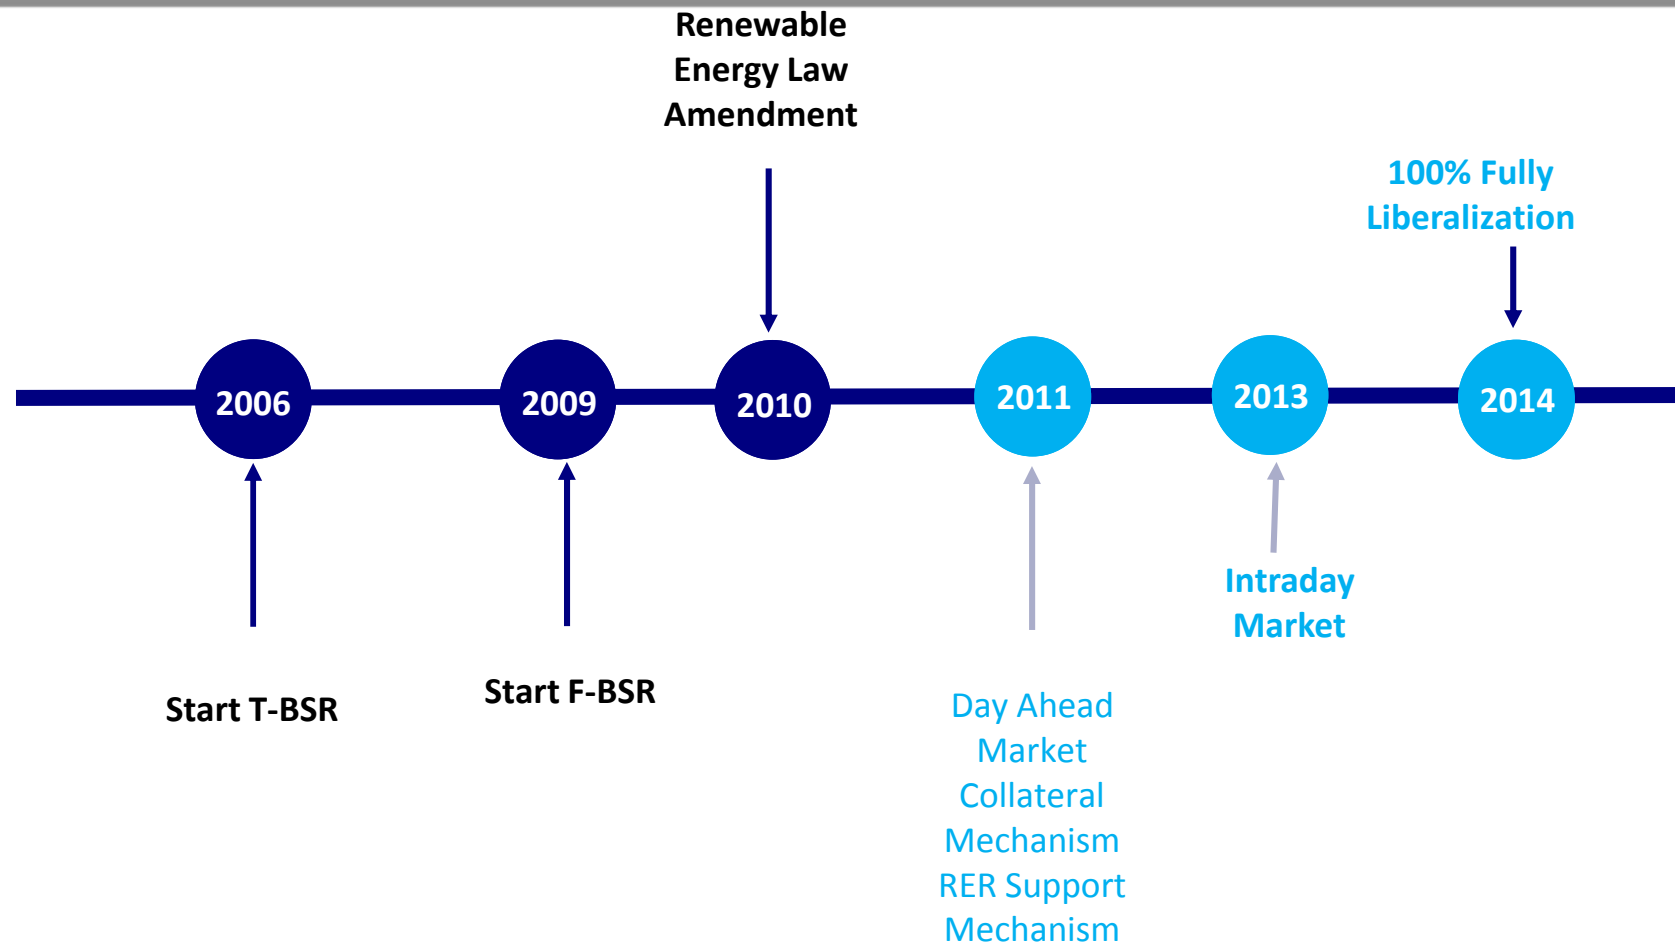 Renewable
Energy Law
Amendment
100% Fully
Liberalization
2006
2009
2010
2011
2013
2014
Start T-BSR
Start F-BSR
Intraday
Market
Day Ahead
Market
Collateral
Mechanism
RER Support
Mechanism